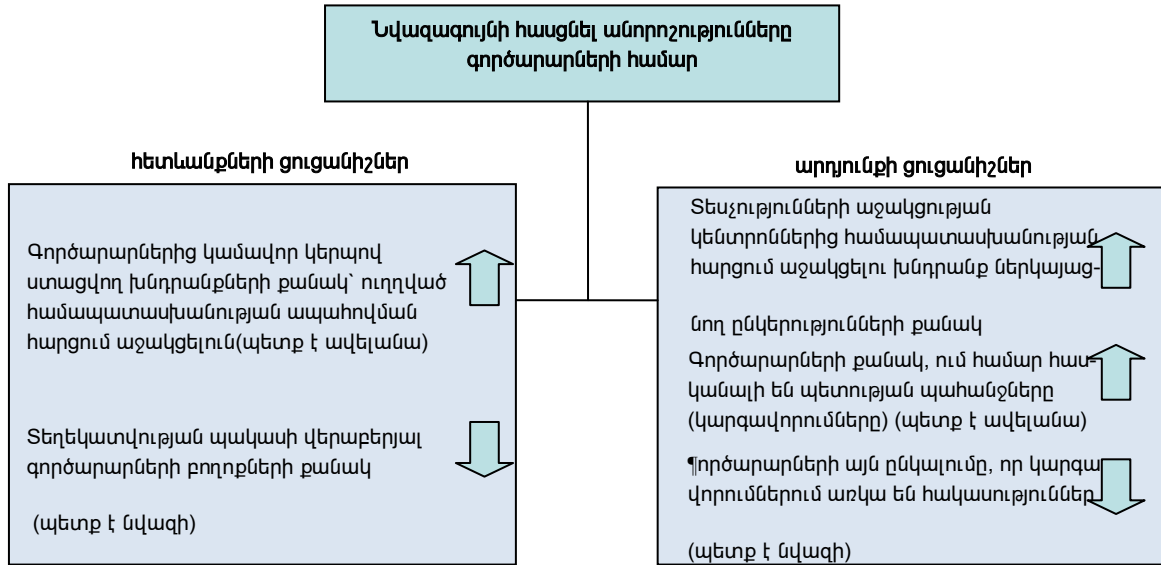 Նվազագույնի հասցնել անորոշությունները
գործարարների համար
հետևանքների ցուցանիշներ
Գործարարներից կամավոր կերպով
ստացվող խնդրանքների քանակ` ուղղված
համապատասխանության ապահովման
հարցում աջակցելուն(պետք է ավելանա)
Տեղեկատվության պակասի վերաբերյալ
գործարարների բողոքների քանակ
(պետք է նվազի)
արդյունքի ցուցանիշներ
Տեսչությունների աջակցության
կենտրոններից համապատասխանության
հարցում աջակցելու խնդրանք ներկայաց-
նող ընկերությունների քանակ
Գործարարների քանակ, ում համար հաս-
կանալի են պետության պահանջները
(կարգավորումները) (պետք է ավելանա)
¶ործարարների այն ընկալումը, որ կարգա
վորումներում առկա են հակասություններ
(պետք է նվազի)